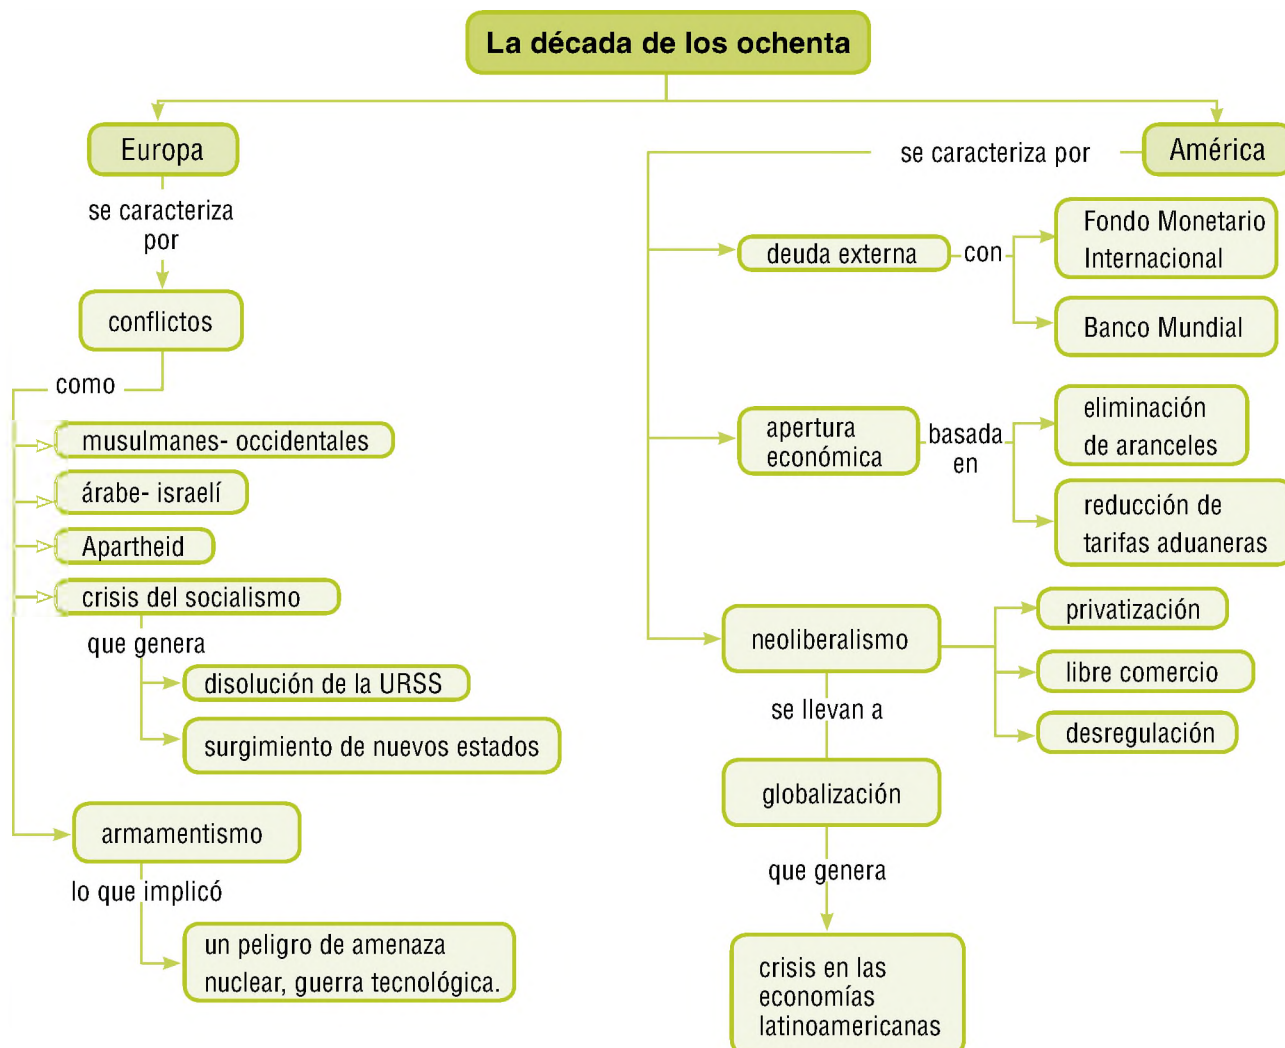 La década de los ochenta
Europa
se caracteriza
por
conflictos
como
musulmanes- occidentales
árabe- israelí
Apartheid
crisis del socialismo
que genera
disolución de la URSS
surgimiento de nuevos estados
armamentismo
lo que implicó
un peligro de amenaza
nuclear, guerra tecnológica.
América
se caracteriza por
deuda externa
con
Fondo Monetario
Internacional
Banco Mundial
apertura
económica
basada
en
eliminación
de aranceles
reducción de
tarifas aduaneras
neoliberalismo
privatización
libre comercio
desregulación
se llevan a
globalización
que genera
crisis en las
economías
latinoamericanas